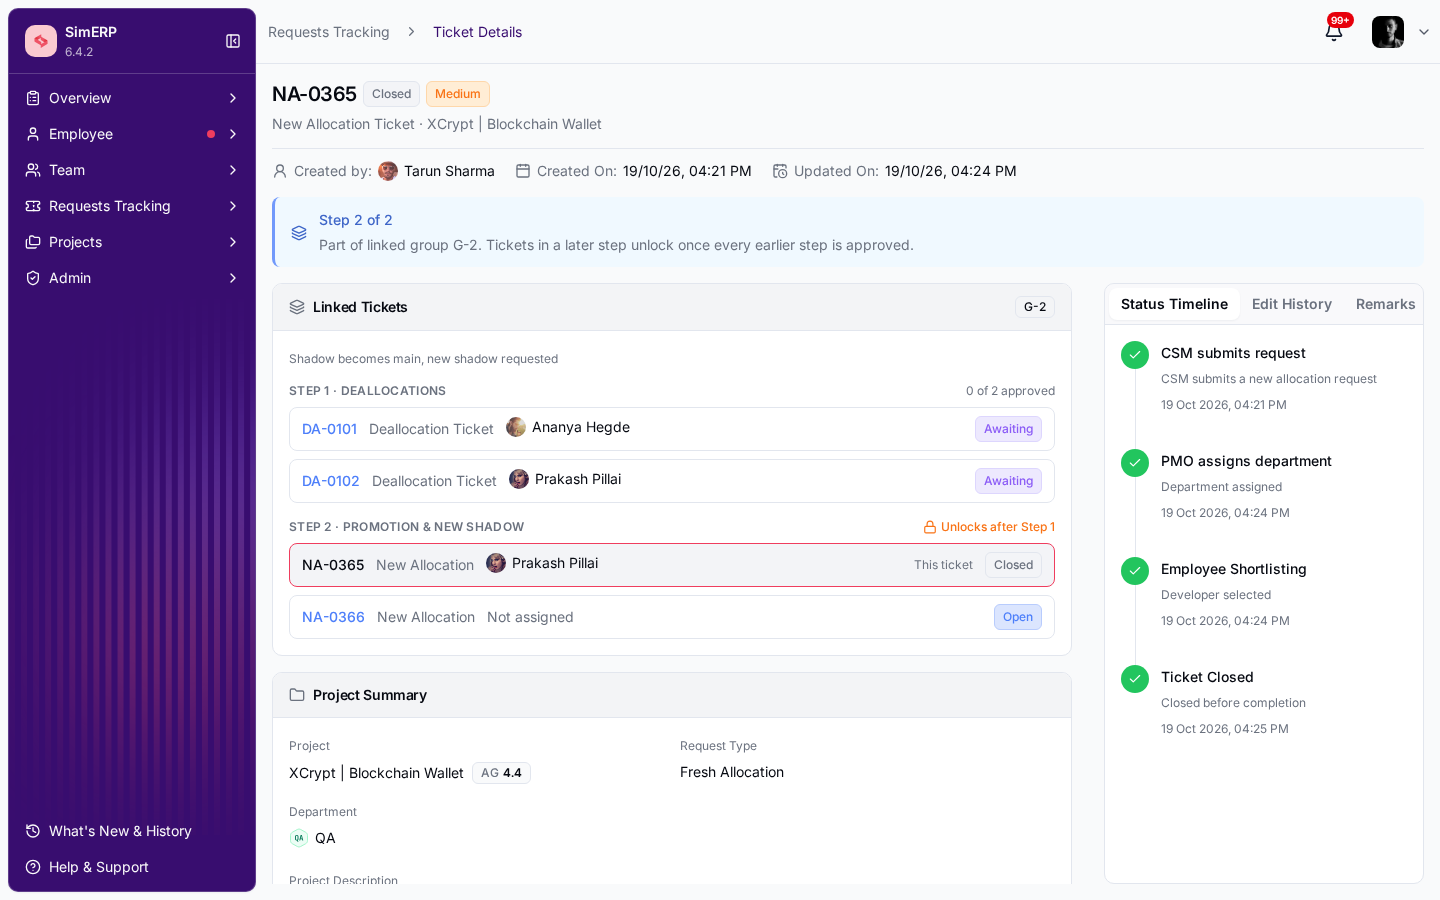 SimERP
6.4.2
Overview
Employee
Team
Requests Tracking
Projects
Admin
What's New & History
Help & Support
Requests Tracking > Ticket Details
99+
NA-0365 Closed Medium
New Allocation Ticket · XCrypt | Blockchain Wallet
Created by: Tarun Sharma Created On: 19/10/26, 04:21 PM Updated On: 19/10/26, 04:24 PM
Step 2 of 2
Part of linked group G-2. Tickets in a later step unlock once every earlier step is approved.
Linked Tickets G-2
Shadow becomes main, new shadow requested
STEP 1 · DEALLOCATIONS 0 of 2 approved
DA-0101 Deallocation Ticket Ananya Hegde Awaiting
DA-0102 Deallocation Ticket Prakash Pillai Awaiting
STEP 2 · PROMOTION & NEW SHADOW Unlocks after Step 1
NA-0365 New Allocation Prakash Pillai This ticket Closed
NA-0366 New Allocation Not assigned Open
Project Summary
Project Request Type
XCrypt | Blockchain Wallet AG 4.4 Fresh Allocation
Department
QA QA
Project Description
Status Timeline Edit History Remarks
CSM submits request
CSM submits a new allocation request
19 Oct 2026, 04:21 PM
PMO assigns department
Department assigned
19 Oct 2026, 04:24 PM
Employee Shortlisting
Developer selected
19 Oct 2026, 04:24 PM
Ticket Closed
Closed before completion
19 Oct 2026, 04:25 PM